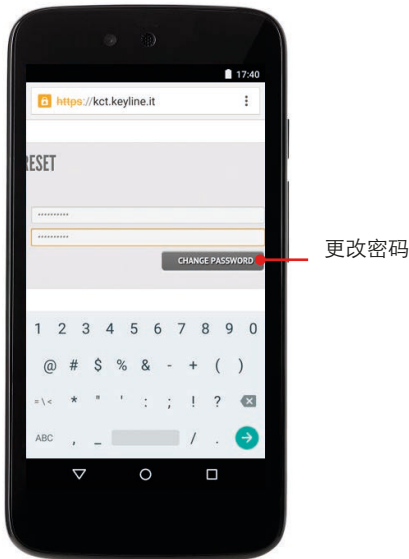 17:40
https://kct.keyline.it
RESET
••••••••••
••••••••••
CHANGE PASSWORD
更改密码
1 2 3 4 5 6 7 8 9 0
@ # $ % & - + ( )
= \ < * " ' : ; ! ?
ABC , _ / .